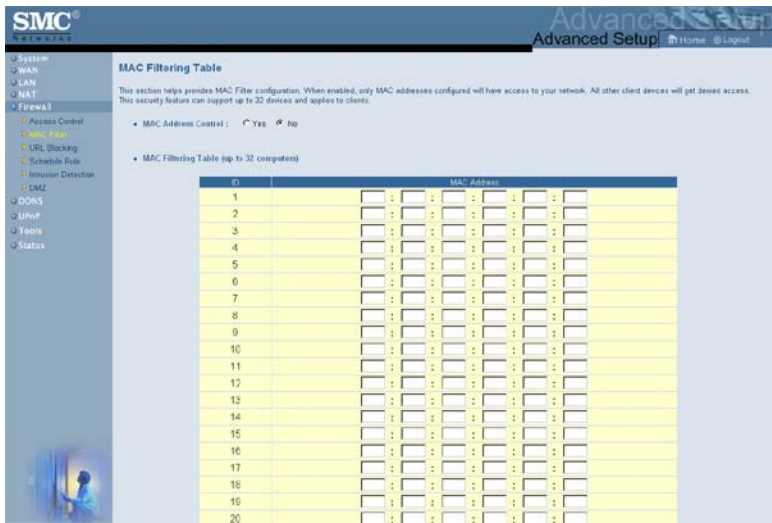 SMC®
Networks
Advanced Setup
Advanced Setup
Home
Logout
System
WAN
LAN
NAT
Firewall
Access Control
MAC Filter
URL Blocking
Schedule Rule
Intrusion Detection
DMZ
DDNS
UPnP
Tools
Status
MAC Filtering Table
This section helps provides MAC Filter configuration. When enabled, only MAC addresses configured will have access to your network. All other client devices will get denied access.
This security feature can support up to 32 devices and applies to clients.
MAC Address Control : Yes No
MAC Filtering Table (up to 32 computers)
ID MAC Address
1 : : : : :
2 : : : : :
3 : : : : :
4 : : : : :
5 : : : : :
6 : : : : :
7 : : : : :
8 : : : : :
9 : : : : :
10 : : : : :
11 : : : : :
12 : : : : :
13 : : : : :
14 : : : : :
15 : : : : :
16 : : : : :
17 : : : : :
18 : : : : :
19 : : : : :
20 : : : : :